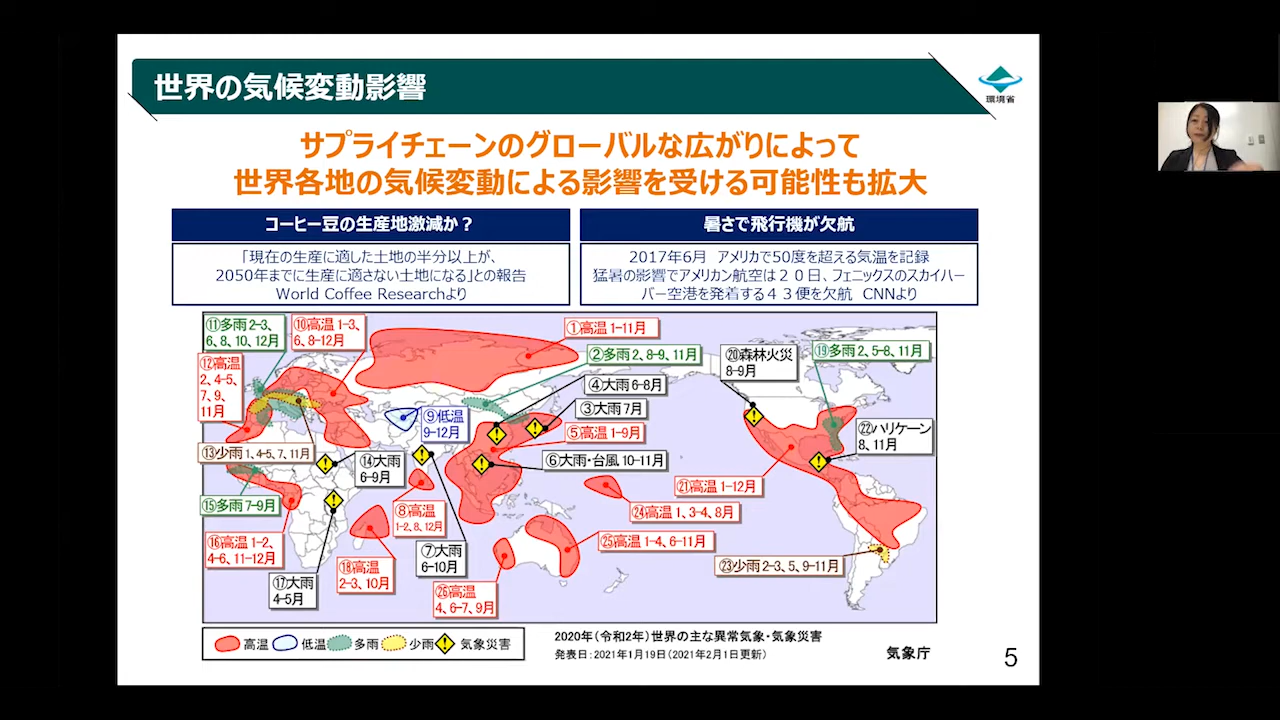 世界の気候変動影響
環境省
サプライチェーンのグローバルな広がりによって
世界各地の気候変動による影響を受ける可能性も拡大
コーヒー豆の生産地激減か？
「現在の生産に適した土地の半分以上が、
2050年までに生産に適さない土地になる」との報告
World Coffee Researchより
暑さで飛行機が欠航
2017年6月　アメリカで50度を超える気温を記録
猛暑の影響でアメリカン航空は２０日、フェニックスのスカイハー
バー空港を発着する４３便を欠航　CNNより
⑪多雨 2-3、
6、8、10、12月
⑩高温 1-3、
6、8-12月
①高温 1-11月
②多雨 2、8-9、11月
⑳森林火災
8-9月
⑲多雨 2、5-8、11月
⑫高温
2、4-5、
7、9、
11月
④大雨 6-8月
③大雨 7月
⑨低温
9-12月
⑤高温 1-9月
㉒ハリケーン
8、11月
⑬少雨 1、4-5、7、11月
⑭大雨
6-9月
⑥大雨・台風 10-11月
㉑高温 1-12月
⑮多雨 7-9月
⑧高温
1-2、8、12月
㉔高温 1、3-4、8月
⑯高温 1-2、
4-6、11-12月
⑱高温
2-3、10月
⑦大雨
6-10月
㉕高温 1-4、6-11月
㉓少雨 2-3、5、9-11月
⑰大雨
4-5月
㉖高温
4、6-7、9月
高温 低温 多雨 少雨 気象災害
2020年（令和2年）世界の主な異常気象・気象災害
発表日：2021年1月19日（2021年2月1日更新）
気象庁
5